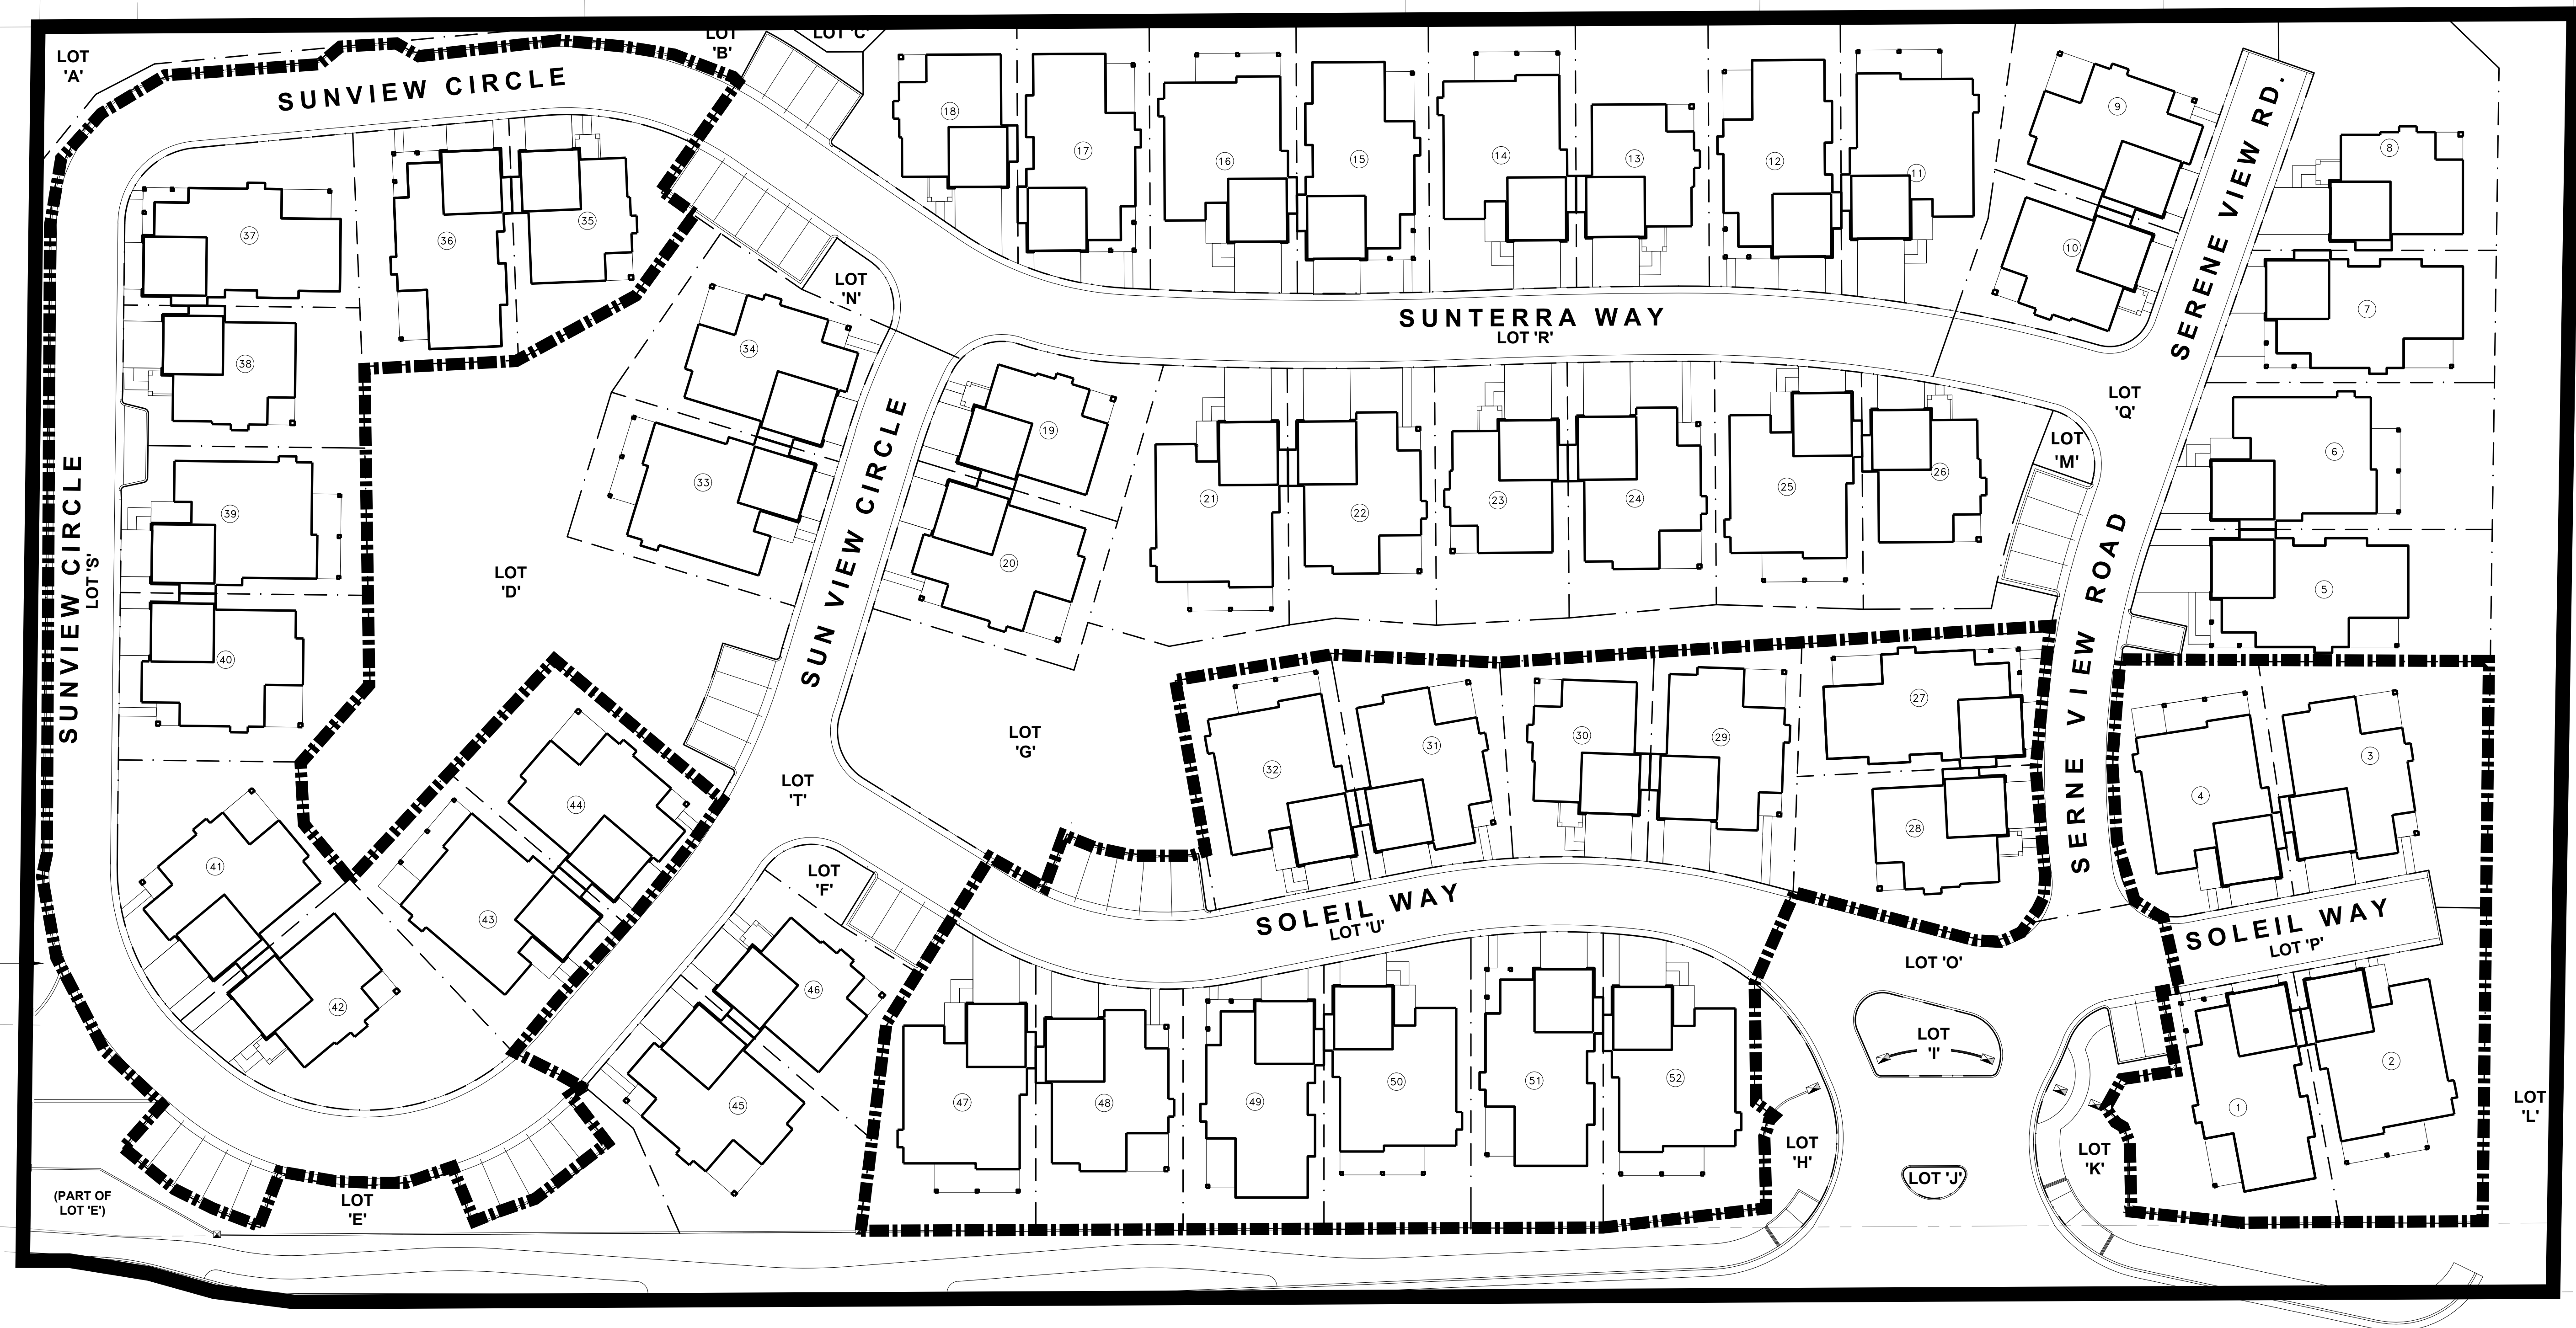 LOT
'A'
LOT
'B'
LOT 'C'
SUNVIEW CIRCLE
18
17
16
15
14
13
12
11
9
10
8
7
SERENE VIEW RD.
37
36
35
38
34
LOT
'N'
SUNTERRA WAY
LOT 'R'
LOT
'Q'
19
33
39
SUNVIEW CIRCLE
LOT 'S'
SUN VIEW CIRCLE
20
21
22
23
24
25
26
LOT
'M'
6
5
SERNE VIEW ROAD
LOT
'D'
40
LOT
'G'
32
31
30
29
27
28
4
3
44
LOT
'T'
41
43
42
LOT
'F'
46
45
SOLEIL WAY
LOT 'U'
SOLEIL WAY
LOT 'P'
LOT 'O'
LOT
'I'
47
48
49
50
51
52
1
2
LOT
'L'
LOT
'H'
LOT 'J'
LOT
'K'
(PART OF
LOT 'E')
LOT
'E'